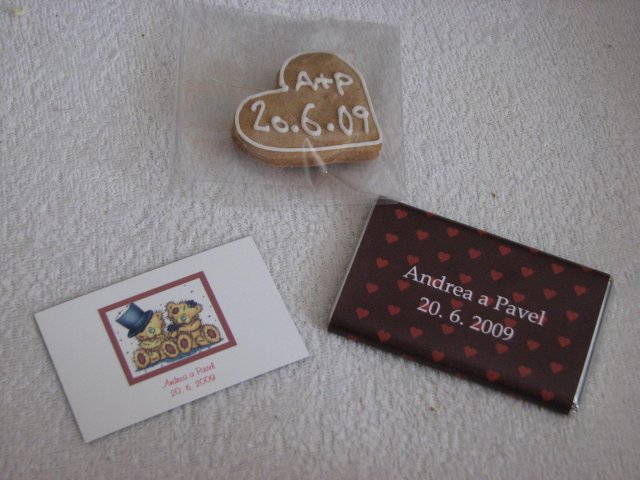 A+P
20.6.09
Andrea a Pavel
20. 6. 2009
Andrea a Pavel
20. 6. 2009